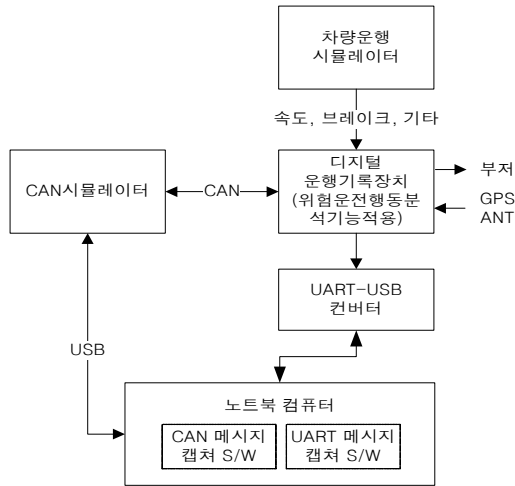 차량운행
시뮬레이터
속도, 브레이크, 기타
CAN시뮬레이터
CAN
디지털
운행기록장치
(위험운전행동분
석기능적용)
부저
GPS
ANT
UART-USB
컨버터
USB
노트북 컴퓨터
CAN 메시지
캡쳐 S/W
UART 메시지
캡쳐 S/W